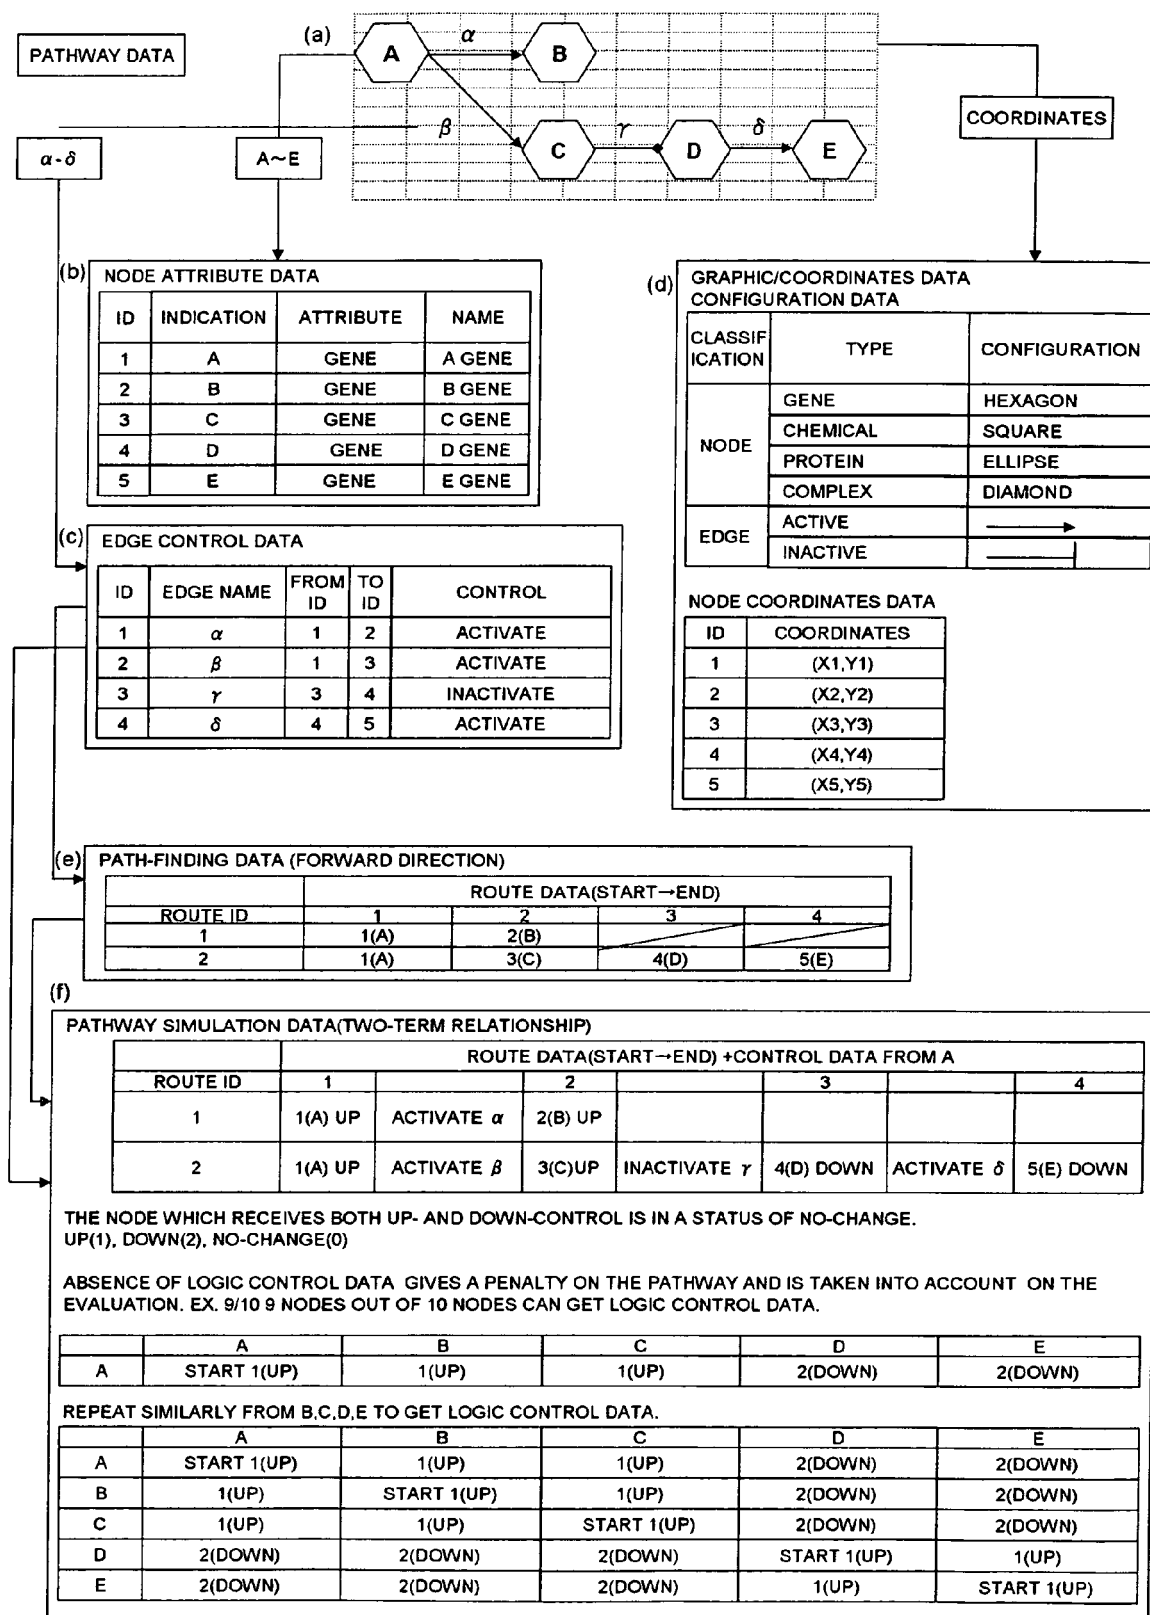 (a)
PATHWAY DATA
A
α
B
COORDINATES
β
α - δ
A~E
C
γ
D
δ
E
(b)
NODE ATTRIBUTE DATA
ID INDICATION ATTRIBUTE NAME
1 A GENE A GENE
2 B GENE B GENE
3 C GENE C GENE
4 D GENE D GENE
5 E GENE E GENE
(c)
EDGE CONTROL DATA
ID EDGE NAME FROM ID TO ID CONTROL
1 α 1 2 ACTIVATE
2 β 1 3 ACTIVATE
3 γ 3 4 INACTIVATE
4 δ 4 5 ACTIVATE
(d)
GRAPHIC/COORDINATES DATA
CONFIGURATION DATA
CLASSIF
ICATION TYPE CONFIGURATION
NODE
GENE HEXAGON
CHEMICAL SQUARE
PROTEIN ELLIPSE
COMPLEX DIAMOND
EDGE
ACTIVE
INACTIVE
NODE COORDINATES DATA
ID COORDINATES
1 (X1,Y1)
2 (X2,Y2)
3 (X3,Y3)
4 (X4,Y4)
5 (X5,Y5)
(e)
PATH-FINDING DATA (FORWARD DIRECTION)
ROUTE DATA(START→END)
ROUTE ID 1 2 3 4
1 1(A) 2(B)
2 1(A) 3(C) 4(D) 5(E)
(f)
PATHWAY SIMULATION DATA(TWO-TERM RELATIONSHIP)
ROUTE DATA(START→END) +CONTROL DATA FROM A
ROUTE ID 1 2 3 4
1 1(A) UP ACTIVATE α 2(B) UP
2 1(A) UP ACTIVATE β 3(C)UP INACTIVATE γ 4(D) DOWN ACTIVATE δ 5(E) DOWN
THE NODE WHICH RECEIVES BOTH UP- AND DOWN-CONTROL IS IN A STATUS OF NO-CHANGE.
UP(1), DOWN(2), NO-CHANGE(0)
ABSENCE OF LOGIC CONTROL DATA GIVES A PENALTY ON THE PATHWAY AND IS TAKEN INTO ACCOUNT ON THE
EVALUATION. EX. 9/10 9 NODES OUT OF 10 NODES CAN GET LOGIC CONTROL DATA.
A B C D E
A START 1(UP) 1(UP) 1(UP) 2(DOWN) 2(DOWN)
REPEAT SIMILARLY FROM B,C,D,E TO GET LOGIC CONTROL DATA.
A B C D E
A START 1(UP) 1(UP) 1(UP) 2(DOWN) 2(DOWN)
B 1(UP) START 1(UP) 1(UP) 2(DOWN) 2(DOWN)
C 1(UP) 1(UP) START 1(UP) 2(DOWN) 2(DOWN)
D 2(DOWN) 2(DOWN) 2(DOWN) START 1(UP) 1(UP)
E 2(DOWN) 2(DOWN) 2(DOWN) 1(UP) START 1(UP)